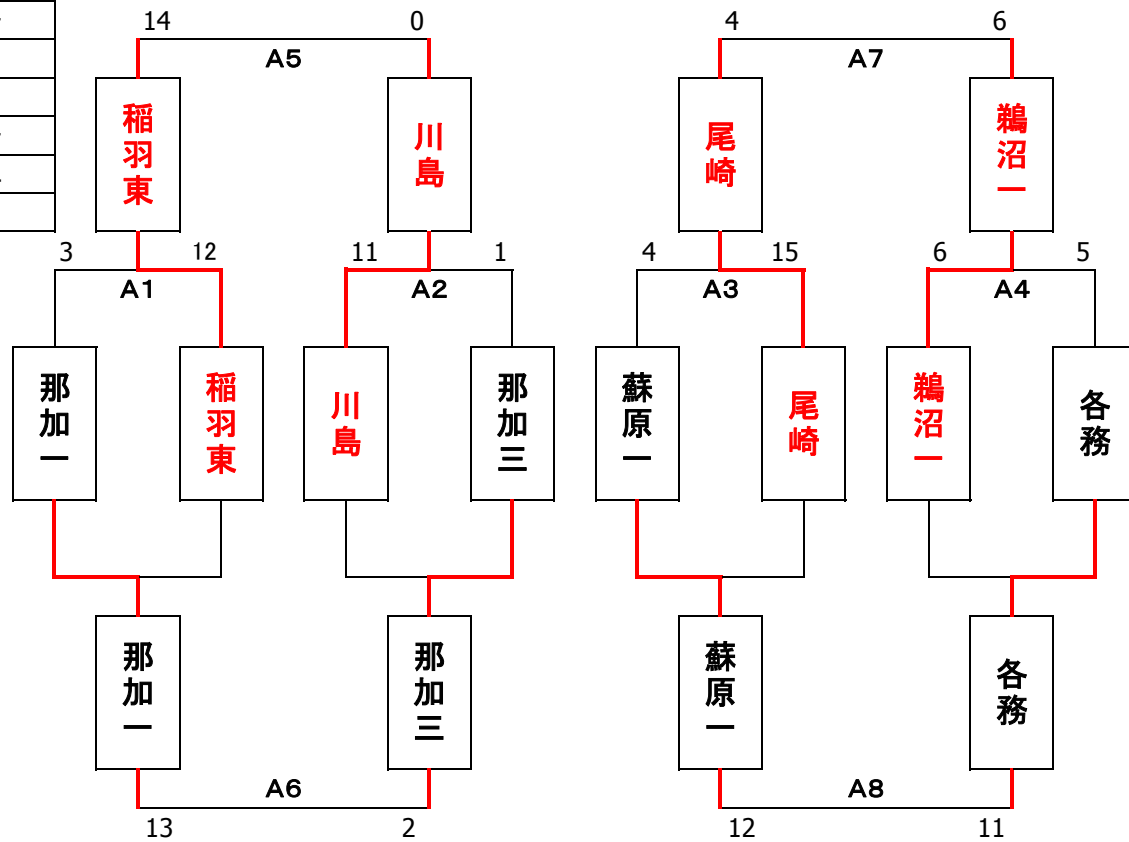 14 0 4 6
A5 A7
稲羽東 川島 尾崎 鵜沼一
3 12 11 1 4 15 6 5
A1 A2 A3 A4
那加一 稲羽東 川島 那加三 蘇原一 尾崎 鵜沼一 各務
那加一 那加三 蘇原一 各務
A6 A8
13 2 12 11